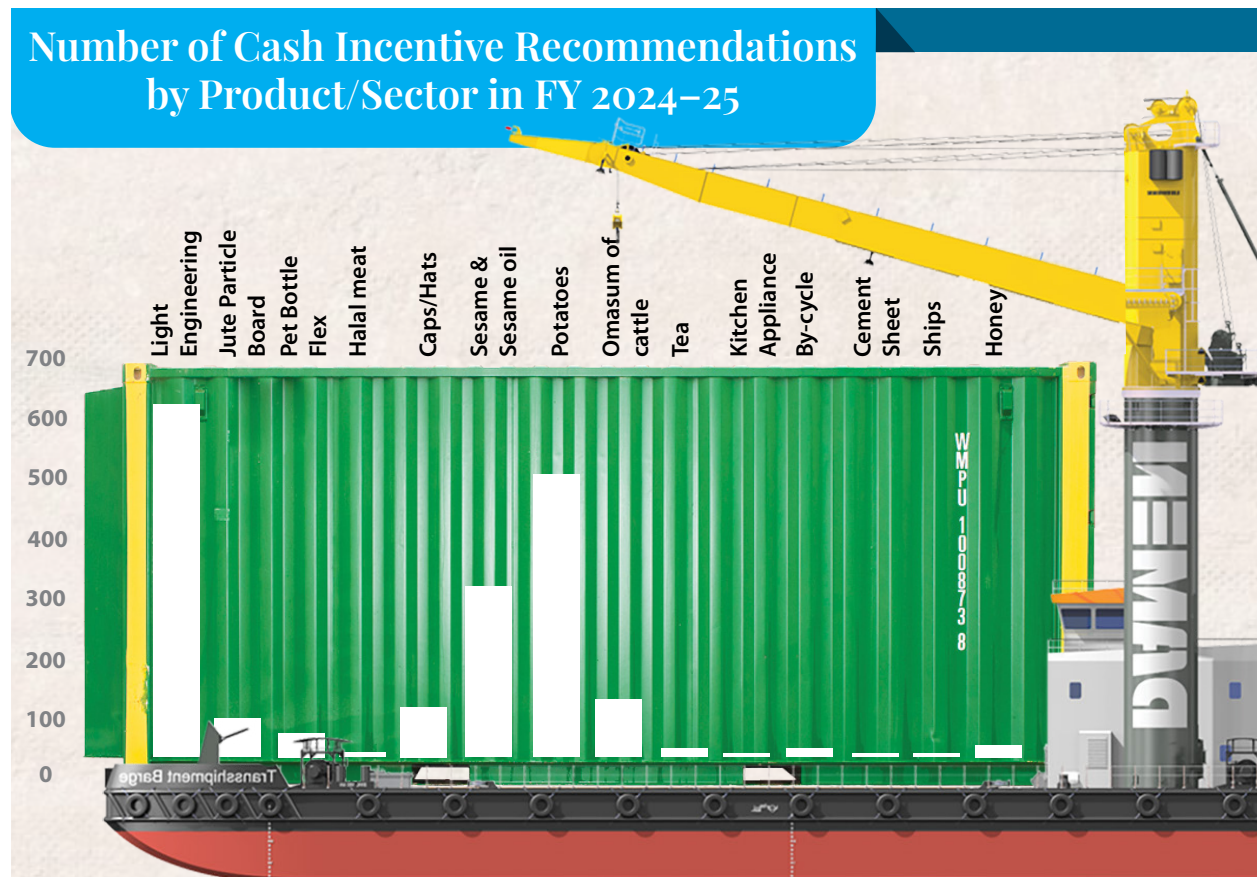 Number of Cash Incentive Recommendations
by Product/Sector in FY 2024–25
Light
Engineering
Jute Particle
Board
Pet Bottle
Flex
Halal meat
Caps/Hats
Sesame &
Sesame oil
Potatoes
Omasum of
cattle
Tea
Kitchen
Appliance
By-cycle
Cement
Sheet
Ships
Honey
700
600
500
400
300
200
100
0
WMPU 100873 8
Transshipment Barge